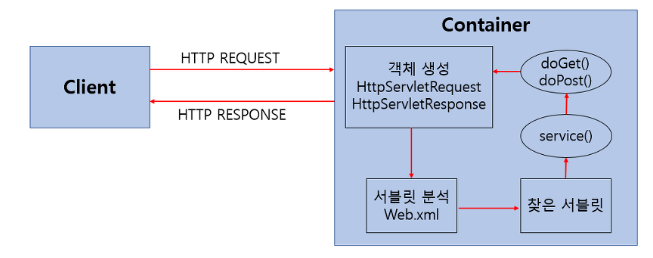 Container
Client
HTTP REQUEST
HTTP RESPONSE
객체 생성
HttpServletRequest
HttpServletResponse
doGet()
doPost()
service()
서블릿 분석
Web.xml
찾은 서블릿